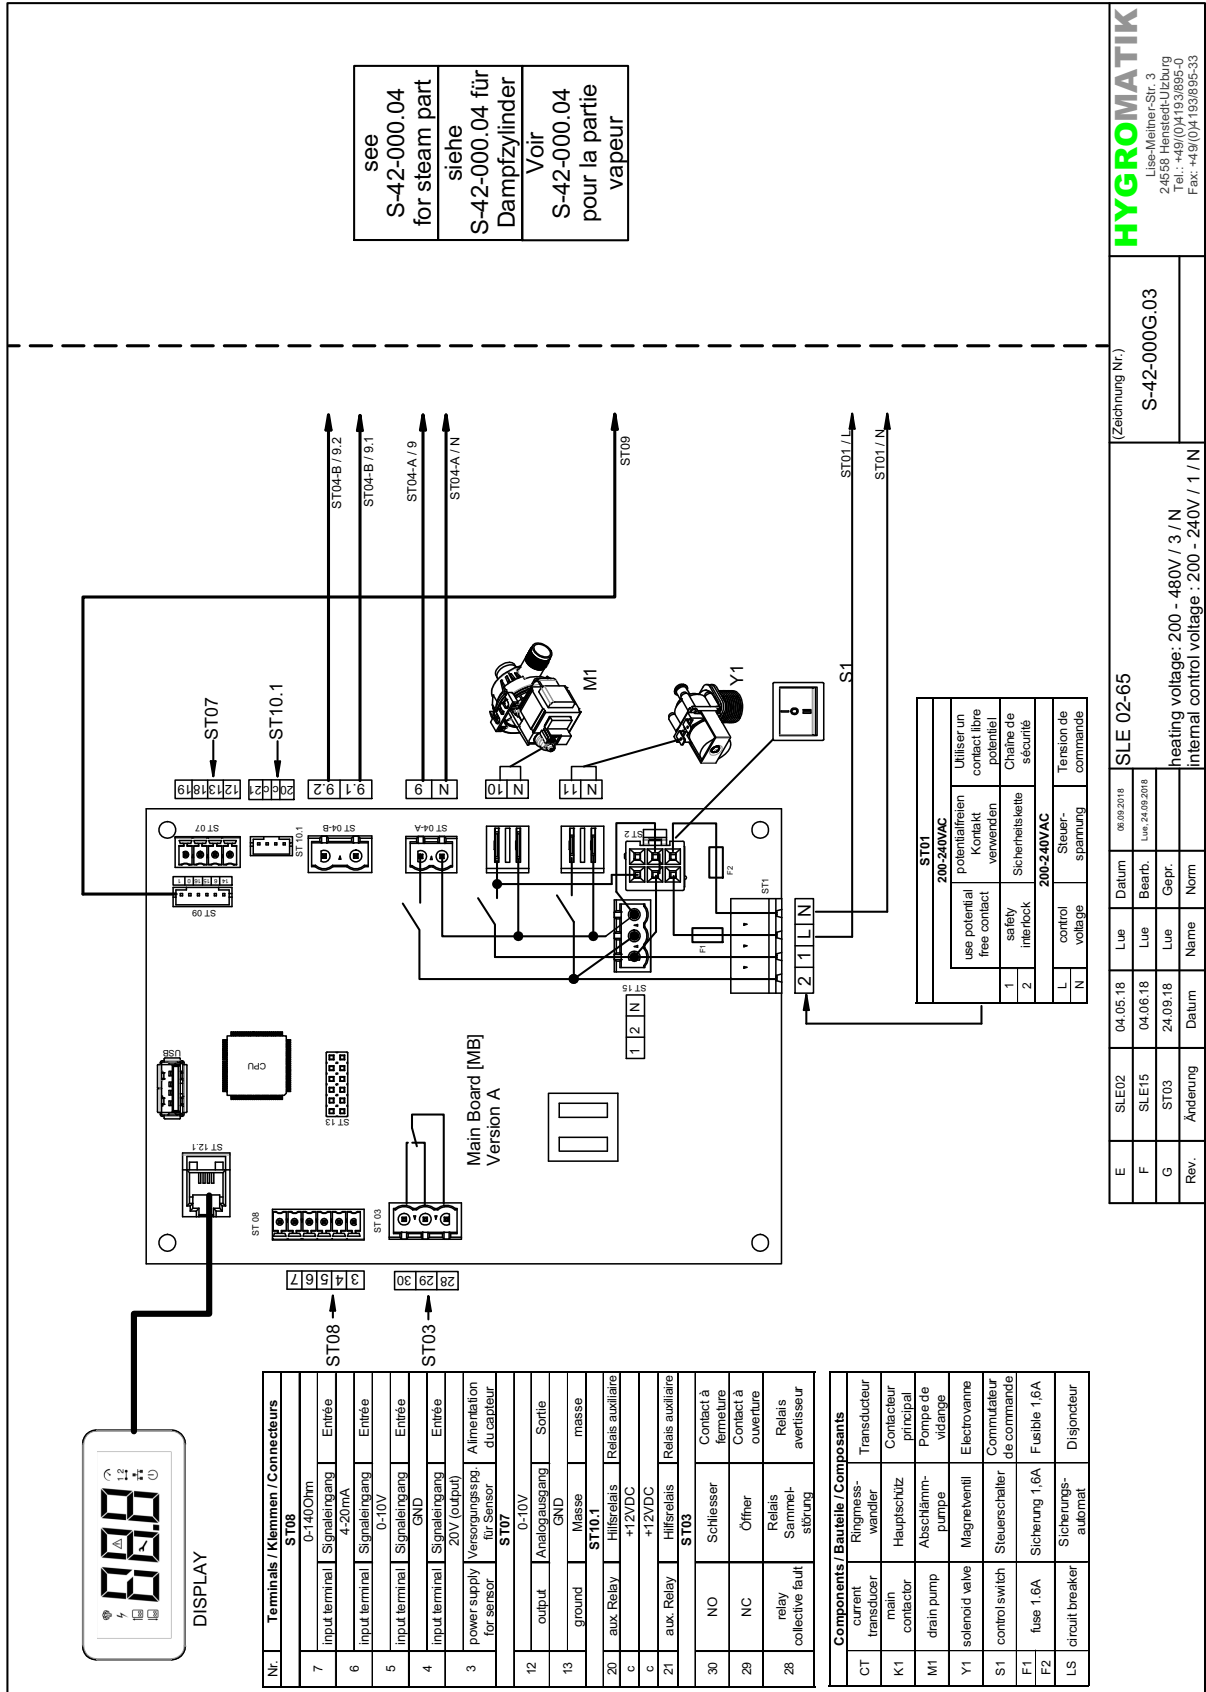 see
S-42-000.04
for steam part
siehe
S-42-000.04 für
Dampfzylinder
Voir
S-42-000.04
pour la partie
vapeur
DISPLAY
ST 12.1
USB
CPU
ST 13
ST 08
ST 03
Main Board [MB]
Version A
ST 09
1 0 16 15 6 14
ST 07
ST 10.1
ST 04-B
ST 04-A
ST 2
ST 15
1 2 N
F1
F2
ST1
2 1 L N
12 13 18 19
ST07
20 c c 21
ST10.1
9.2 9.1
9 N
10 N
11 N
M1
Y1
S1
ST04-B / 9.2
ST04-B / 9.1
ST04-A / 9
ST04-A / N
ST09
ST01 / L
ST01 / N
7 6 5 4 3
ST08
30 29 28
ST03
Nr. Terminals / Klemmen / Connecteurs
ST08
7 0-140Ohm
input terminal Signaleingang Entrée
6 4-20mA
input terminal Signaleingang Entrée
5 0-10V
input terminal Signaleingang Entrée
4 GND
input terminal Signaleingang Entrée
3 20V (output)
power supply for sensor Versorgungsspg. für Sensor Alimentation du capteur
ST07
12 0-10V
output Analogausgang Sortie
13 GND
ground Masse masse
ST10.1
20 aux. Relay Hilfsrelais Relais auxiliaire
c +12VDC
c +12VDC
21 aux. Relay Hilfsrelais Relais auxiliaire
ST03
30 NO Schliesser Contact à fermeture
29 NC Öffner Contact à ouverture
28 relay collective fault Relais Sammel-störung Relais avertisseur
Components / Bauteile / Composants
CT current transducer Ringmess-wandler Transducteur
K1 main contactor Hauptschütz Contacteur principal
M1 drain pump Abschlämm-pumpe Pompe de vidange
Y1 solenoid valve Magnetventil Electrovanne
S1 control switch Steuerschalter Commutateur de commande
F1
F2 fuse 1.6A Sicherung 1,6A Fusible 1,6A
LS circuit breaker Sicherungs-automat Disjoncteur
ST01
200-240VAC
use potential free contact potentialfreien Kontakt verwenden Utiliser un contact libre potentiel
1
2 safety interlock Sicherheitskette Chaîne de sécurité
200-240VAC
L
N control voltage Steuer-spannung Tension de commande
E SLE02 04.05.18 Lue Datum 06.09.2018
F SLE15 04.06.18 Lue Bearb. Lue, 24.09.2018
G ST03 24.09.18 Lue Gepr.
Rev. Änderung Datum Name Norm
SLE 02-65
heating voltage: 200 - 480V / 3 / N
internal control voltage : 200 - 240V / 1 / N
(Zeichnung Nr.)
S-42-000G.03
HYGROMATIK
Lise-Meitner-Str. 3
24558 Henstedt-Ulzburg
Tel.: +49/(0)4193/895-0
Fax: +49/(0)4193/895-33